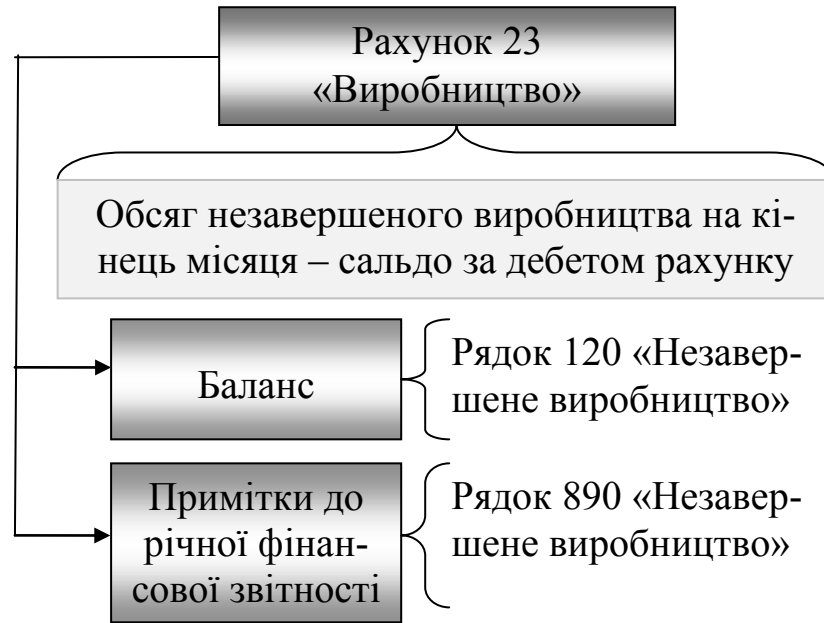 Рахунок 23
«Виробництво»
Обсяг незавершеного виробництва на кі-
нець місяця – сальдо за дебетом рахунку
Баланс
Рядок 120 «Незавер-
шене виробництво»
Примітки до
річної фінан-
сової звітності
Рядок 890 «Незавер-
шене виробництво»